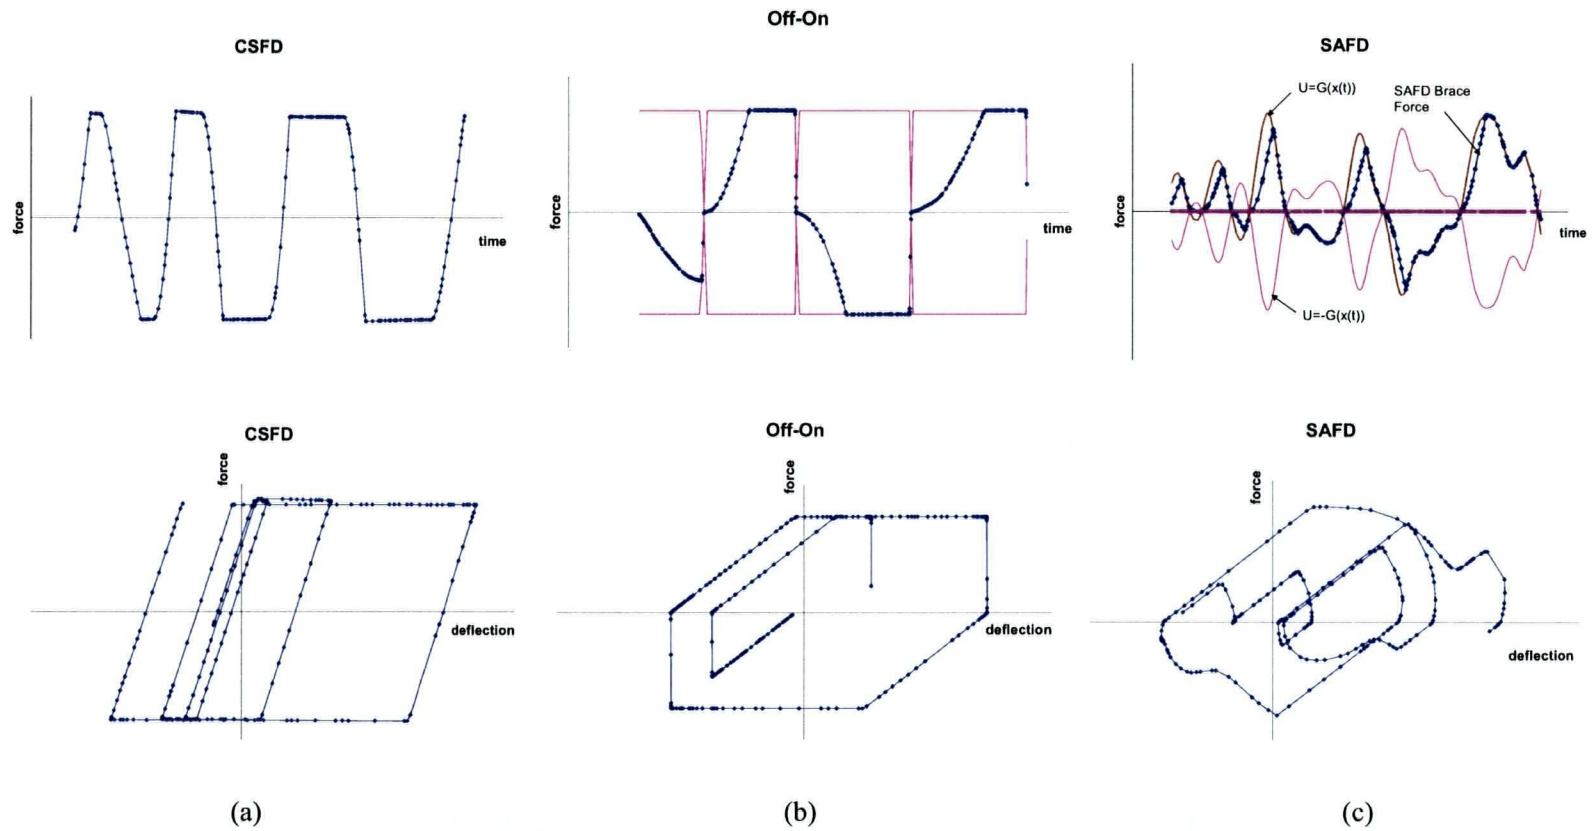 CSFD
force
time
Off-On
force
time
SAFD
U=G(x(t))
SAFD Brace
Force
force
time
U=-G(x(t))
CSFD
force
deflection
Off-On
force
deflection
SAFD
force
deflection
(a)
(b)
(c)